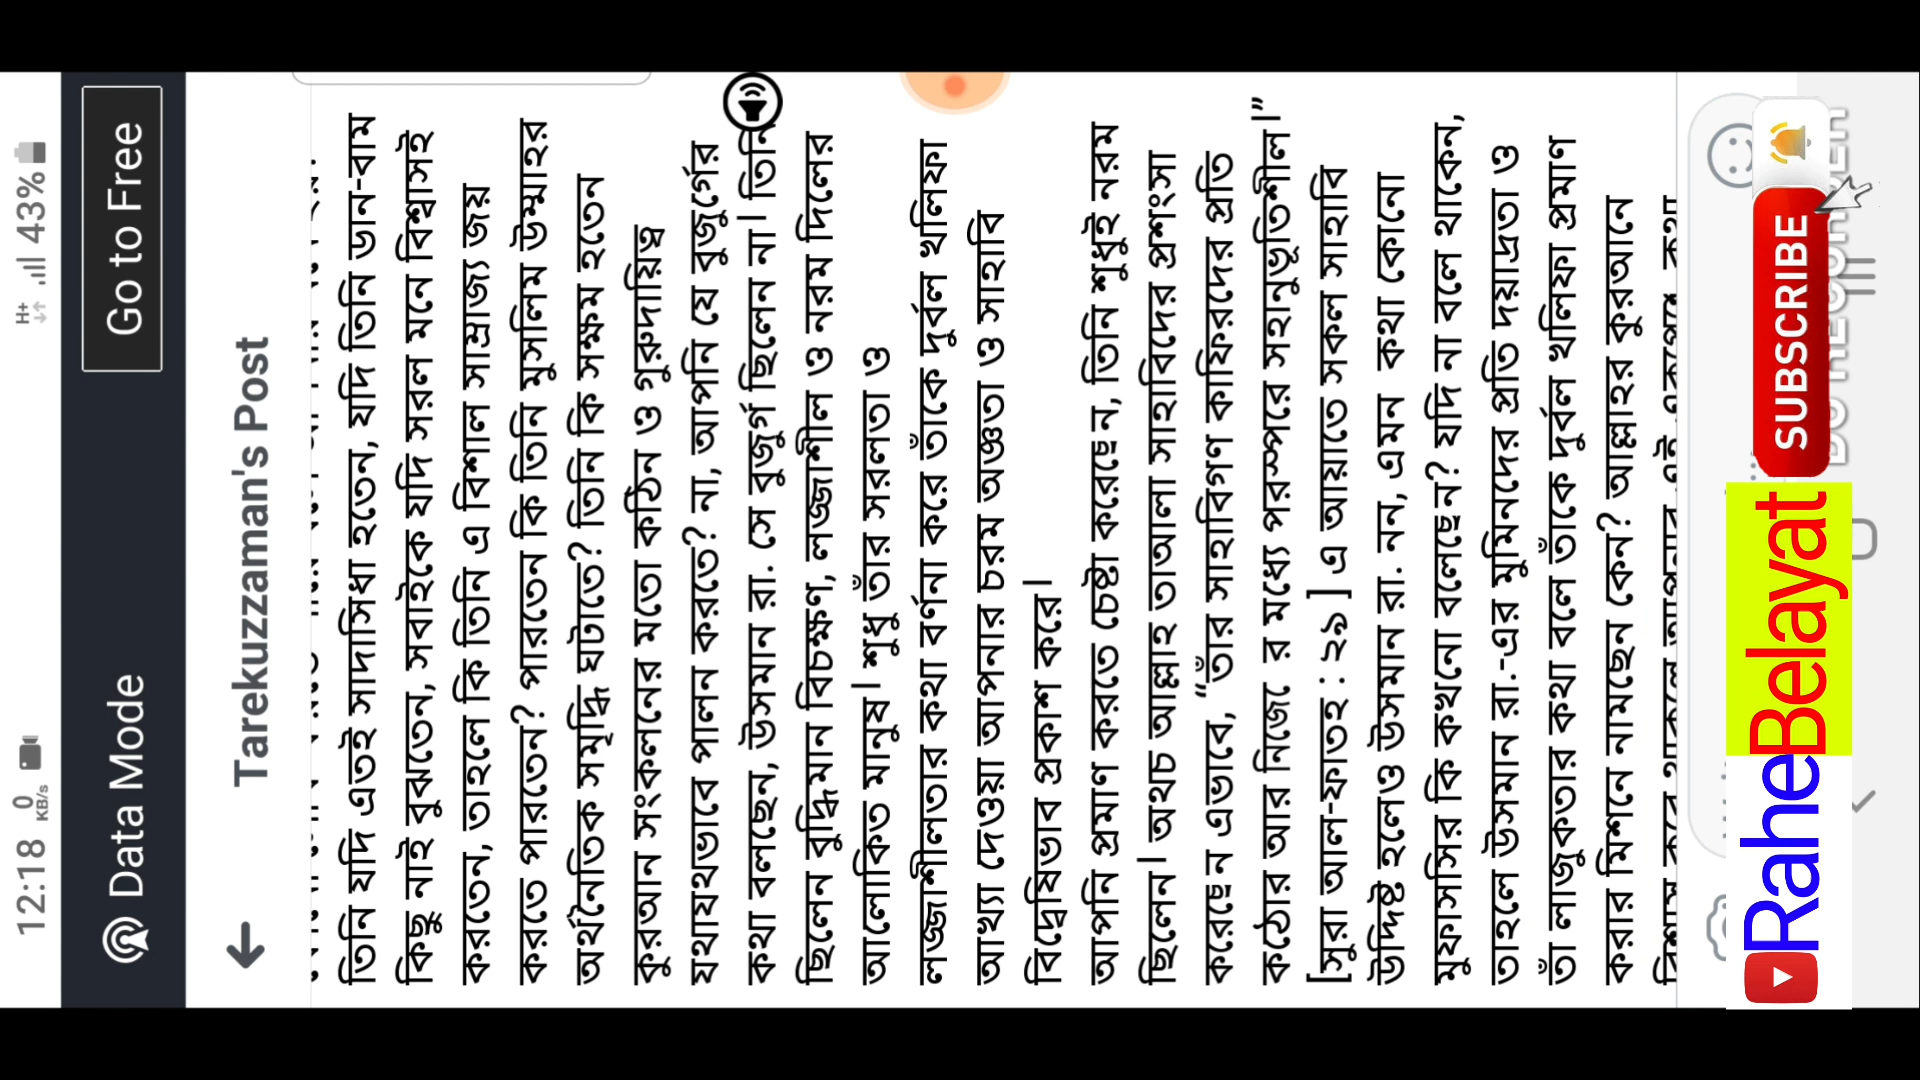 12:18 0 KB/s H+ 43%
Data Mode Go to Free
Tarekuzzaman's Post
তিনি যদি এতই সাদাসিধা হতেন, যদি তিনি ডান-বাম
কিছু নাই বুঝতেন, সবাইকে যদি সরল মনে বিশ্বাসই
করতেন, তাহলে কি তিনি এ বিশাল সাম্রাজ্য জয়
করতে পারতেন? পারতেন কি তিনি মুসলিম উম্মাহর
অর্থনৈতিক সমৃদ্ধি ঘটাতে? তিনি কি সক্ষম হতেন
কুরআন সংকলনের মতো কঠিন ও গুরুদায়িত্ব
যথাযথভাবে পালন করতে? না, আপনি যে বুজুর্গের
কথা বলছেন, উসমান রা. সে বুজুর্গ ছিলেন না। তিনি
ছিলেন বুদ্ধিমান বিচক্ষণ, লজ্জাশীল ও নরম দিলের
আলোকিত মানুষ। শুধু তাঁর সরলতা ও
লজ্জাশীলতার কথা বর্ণনা করে তাঁকে দুর্বল খলিফা
আখ্যা দেওয়া আপনার চরম অজ্ঞতা ও সাহাবি
বিদ্বেষিভাব প্রকাশ করে।
আপনি প্রমাণ করতে চেষ্টা করেছেন, তিনি শুধুই নরম
ছিলেন। অথচ আল্লাহ তাআলা সাহাবিদের প্রশংসা
করেছেন এভাবে, “তাঁর সাহাবিগণ কাফিরদের প্রতি
কঠোর আর নিজে র মধ্যে পরস্পরে সহানুভূতিশীল।”
[সুরা আল-ফাতহ : ২৯ ] এ আয়াতে সকল সাহাবি
উদ্দিষ্ট হলেও উসমান রা. নন, এমন কথা কোনো
মুফাসসির কি কখনো বলেছেন? যদি না বলে থাকেন,
তাহলে উসমান রা.-এর মুমিনদের প্রতি দয়াদ্রতা ও
তাঁ লাজুকতার কথা বলে তাঁকে দুর্বল খলিফা প্রমাণ
করার মিশনে নামছেন কেন? আল্লাহর কুরআনে
RaheBelayat SUBSCRIBE